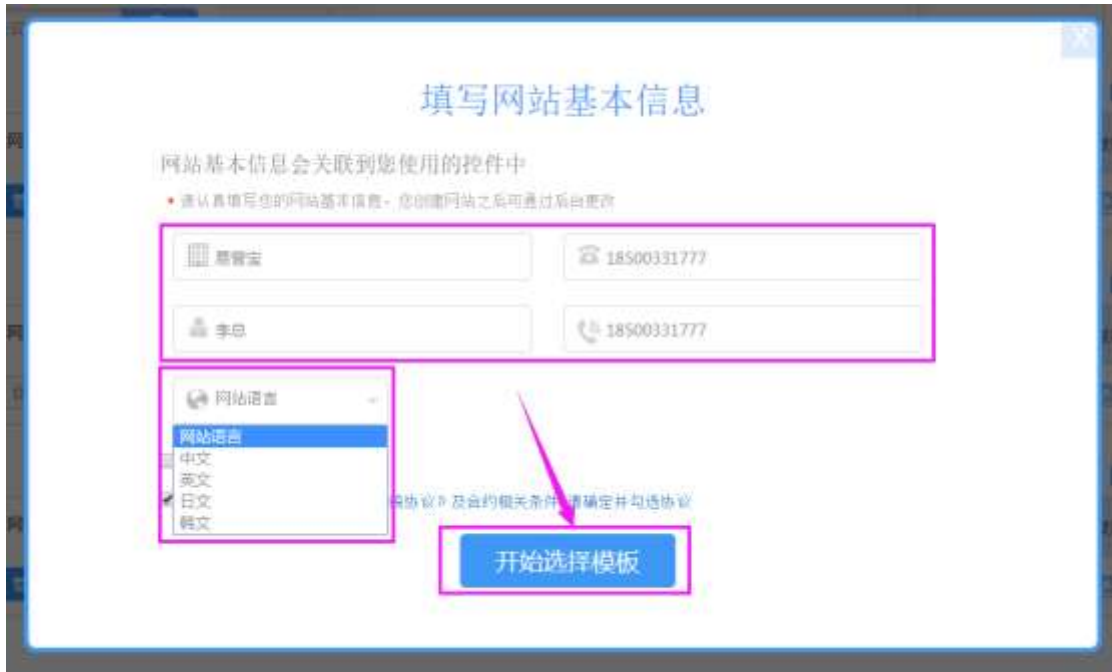 X
填写网站基本信息
网站基本信息会关联到您使用的控件中
请认真填写您的网站基本信息，您创建网站之后可通过后台更改
易管宝
18500331777
李总
18500331777
网站语言
网站语言
中文
英文
日文
韩文
协议》及合约相关条件 请确定并勾选协议
开始选择模板